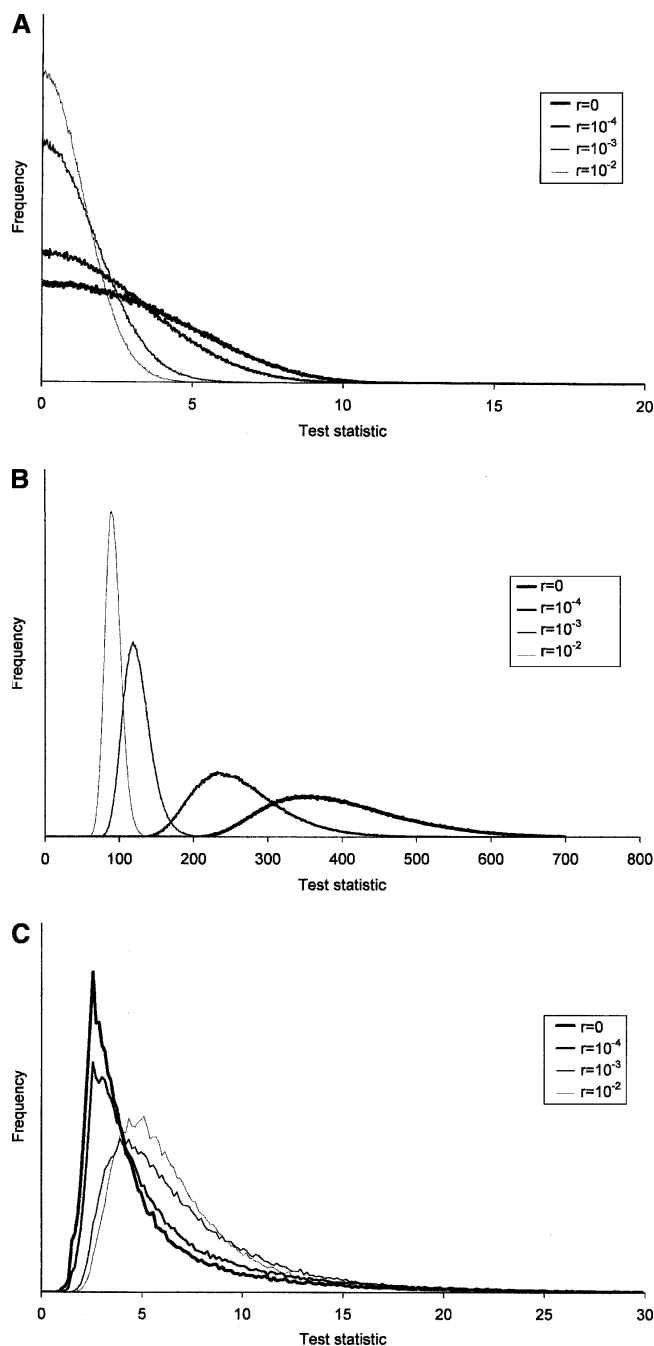 A
Frequency
r=0
r=10⁻⁴
r=10⁻³
r=10⁻²
0 5 10 15 20
Test statistic
B
Frequency
r=0
r=10⁻⁴
r=10⁻³
r=10⁻²
0 100 200 300 400 500 600 700 800
Test statistic
C
Frequency
r=0
r=10⁻⁴
r=10⁻³
r=10⁻²
0 5 10 15 20 25 30
Test statistic